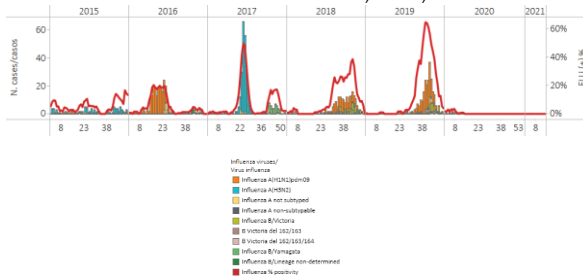 2015 2016 2017 2018 2019 2020 2021
N. cases/casos
60
40
20
0
60%
40%
20%
0%
FLU (+) %
8 23 38 8 23 38 8 22 36 50 8 23 38 8 23 38 8 23 38 53 8
Influenza viruses/
Virus influenza
Influenza A(H1N1)pdm09
Influenza A(H3N2)
Influenza A not subtyped
Influenza A non-subtypable
Influenza B/Victoria
B Victoria del 162/163
B Victoria del 162/163/164
Influenza B/Yamagata
Influenza B/Lineage non-determined
Influenza % positivity